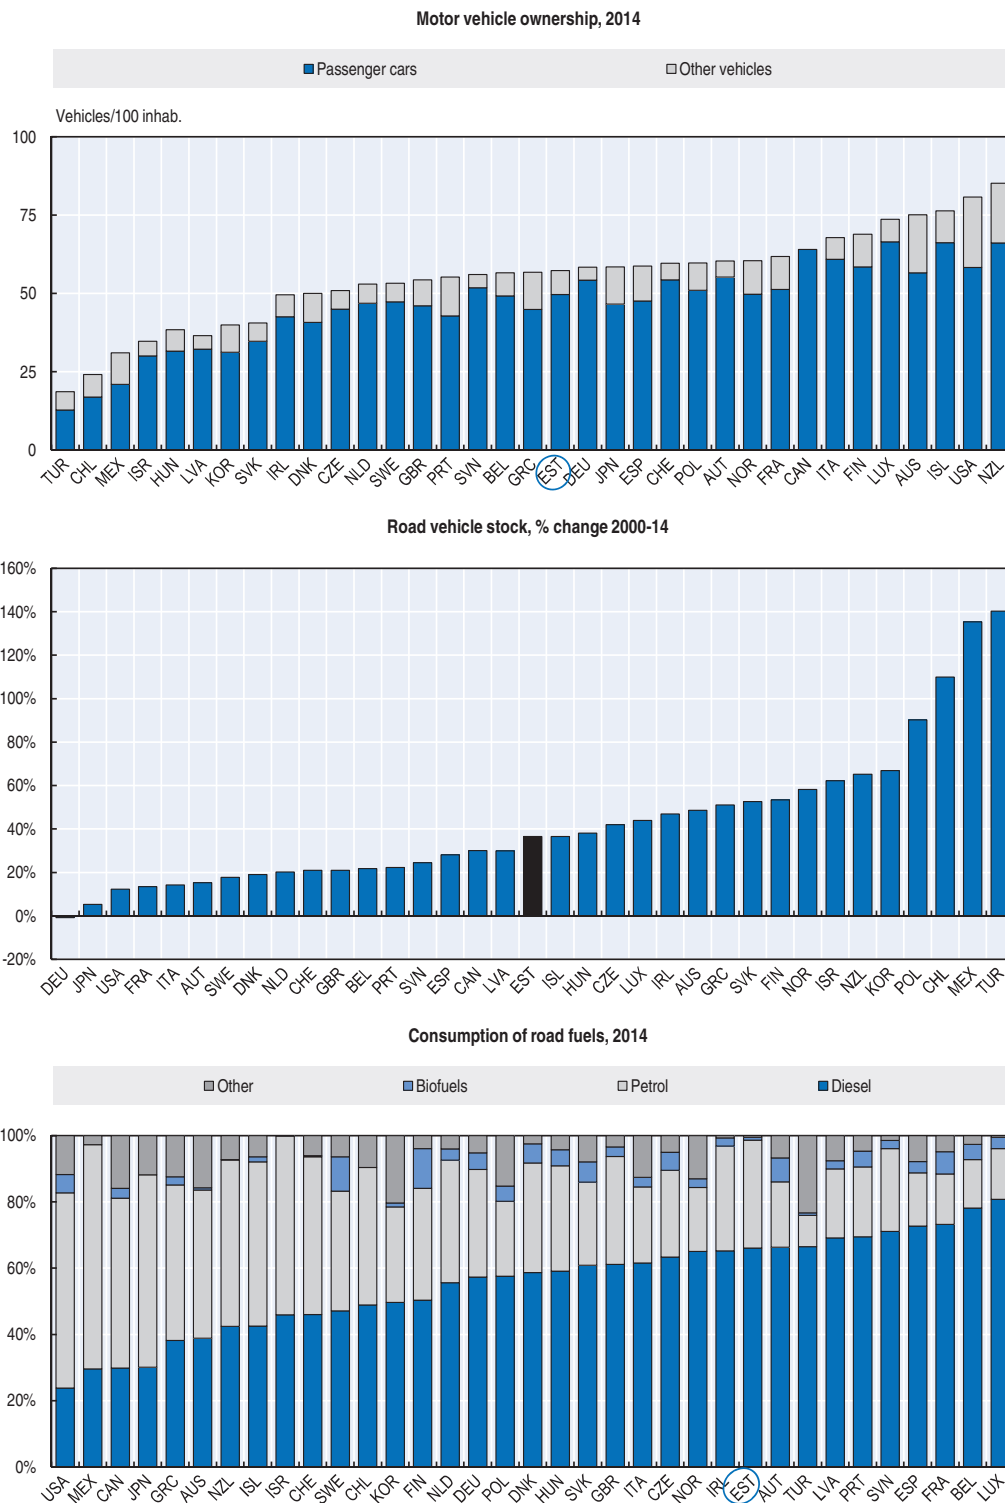 Motor vehicle ownership, 2014
Passenger cars Other vehicles
Vehicles/100 inhab.
100
75
50
25
0
TUR CHL MEX ISR HUN LVA KOR SVK IRL DNK CZE NLD SWE GBR PRT SVN BEL GRC EST DEU JPN ESP CHE POL AUT NOR FRA CAN ITA FIN LUX AUS ISL USA NZL
Road vehicle stock, % change 2000-14
160%
140%
120%
100%
80%
60%
40%
20%
0%
-20%
DEU JPN USA FRA ITA AUT SWE DNK NLD CHE GBR BEL PRT SVN ESP CAN LVA EST ISL HUN CZE LUX IRL AUS GRC SVK FIN NOR ISR NZL KOR POL CHL MEX TUR
Consumption of road fuels, 2014
Other Biofuels Petrol Diesel
100%
80%
60%
40%
20%
0%
USA MEX CAN JPN GRC AUS NZL ISL ISR CHE SWE CHL KOR FIN NLD DEU POL DNK HUN SVK GBR ITA CZE NOR IRL EST AUT TUR LVA PRT SVN ESP FRA BEL LUX